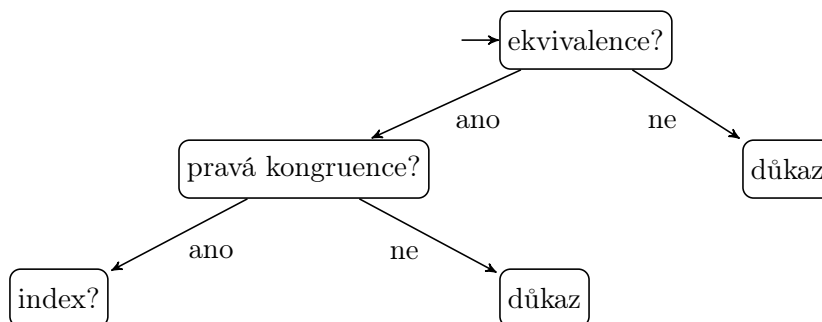 ekvivalence?
ano
ne
pravá kongruence?
důkaz
ano
ne
index?
důkaz